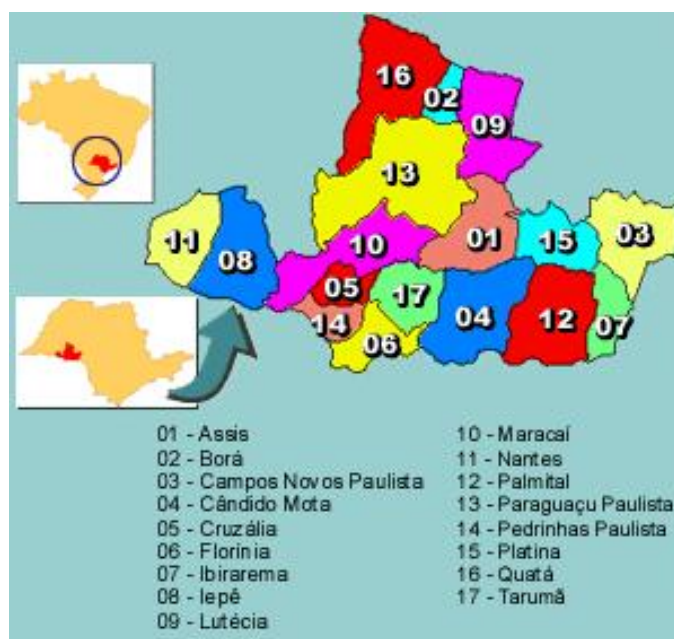 16
02
09
13
11
08
10
01
15
03
05
17
14
06
04
12
07
01 - Assis
02 - Borá
03 - Campos Novos Paulista
04 - Cândido Mota
05 - Cruzália
06 - Florínia
07 - Ibirarema
08 - Iepê
09 - Lutécia
10 - Maracaí
11 - Nantes
12 - Palmital
13 - Paraguaçu Paulista
14 - Pedrinhas Paulista
15 - Platina
16 - Quatá
17 - Tarumã